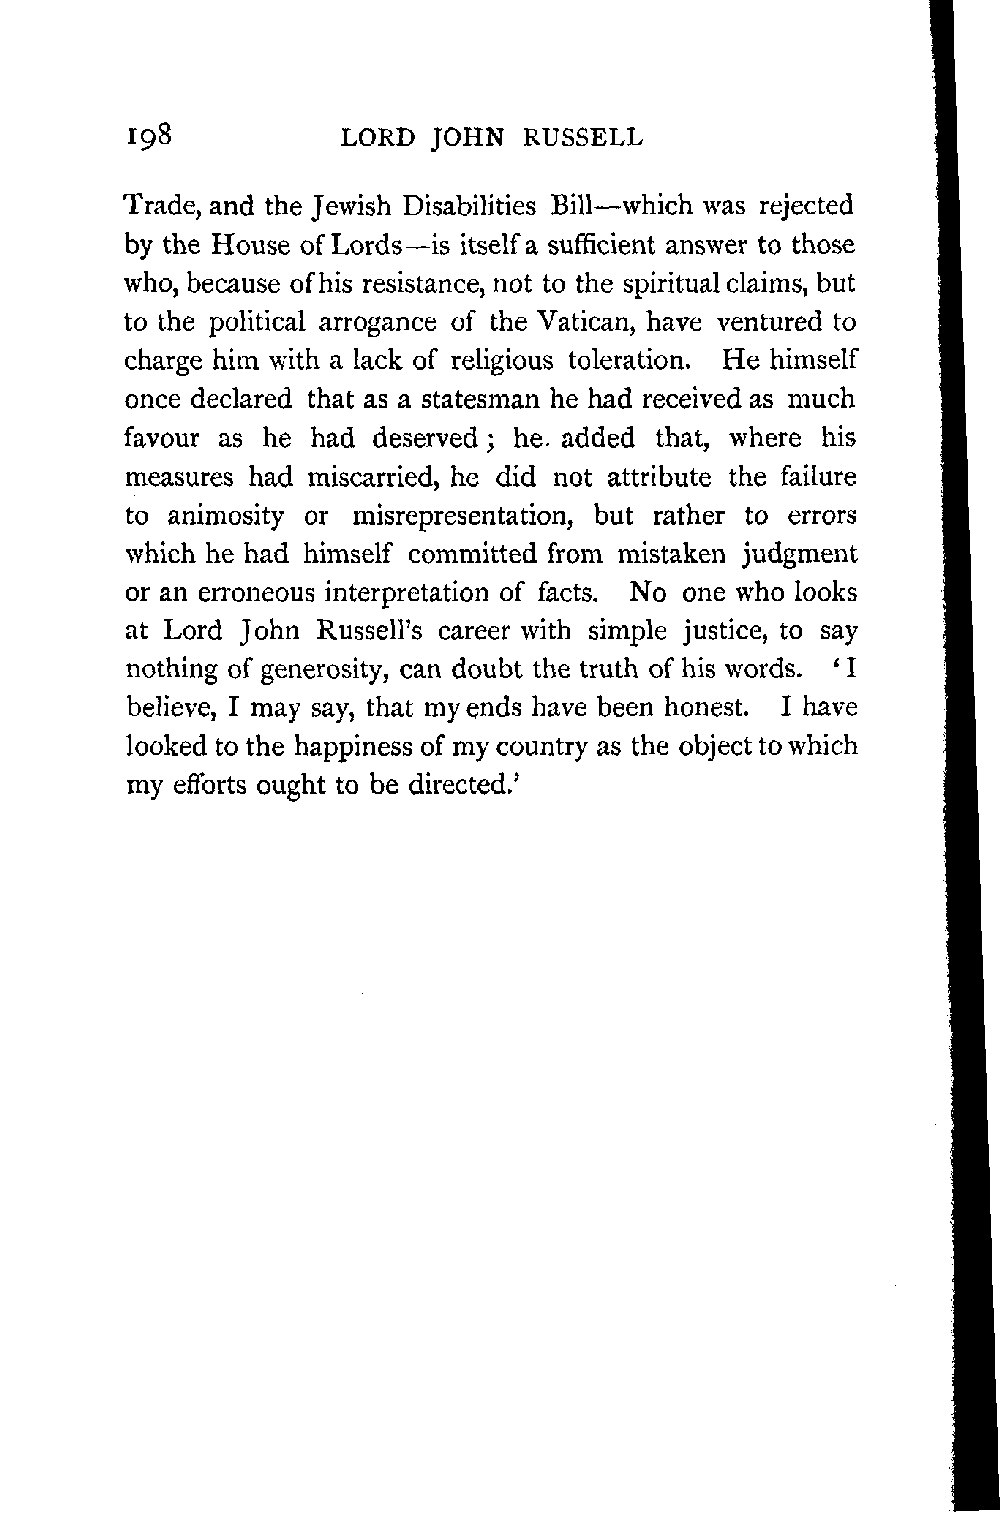 198 LORD JOHN RUSSELL
Trade, and the Jewish Disabilities Bill—which was rejected
by the House of Lords—is itself a sufficient answer to those
who, because of his resistance, not to the spiritual claims, but
to the political arrogance of the Vatican, have ventured to
charge him with a lack of religious toleration. He himself
once declared that as a statesman he had received as much
favour as he had deserved ; he. added that, where his
measures had miscarried, he did not attribute the failure
to animosity or misrepresentation, but rather to errors
which he had himself committed from mistaken judgment
or an erroneous interpretation of facts. No one who looks
at Lord John Russell's career with simple justice, to say
nothing of generosity, can doubt the truth of his words. ‘ I
believe, I may say, that my ends have been honest. I have
looked to the happiness of my country as the object to which
my efforts ought to be directed.’